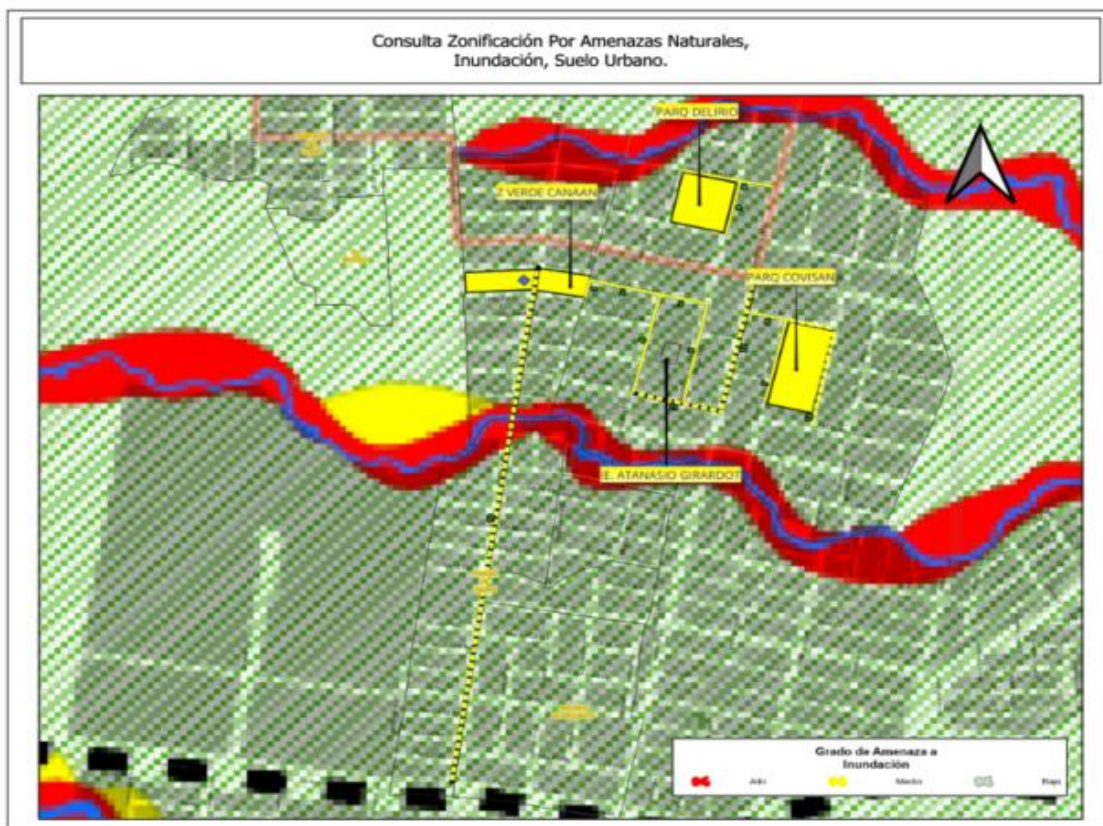 Consulta Zonificación Por Amenazas Naturales,
Inundación, Suelo Urbano.
PARQ DELIRIO
Z VERDE CANAAN
PARQ COVISAN
IE. ATANASIO GIRARDOT
Grado de Amenaza a
Inundación
Alto
Medio
Bajo